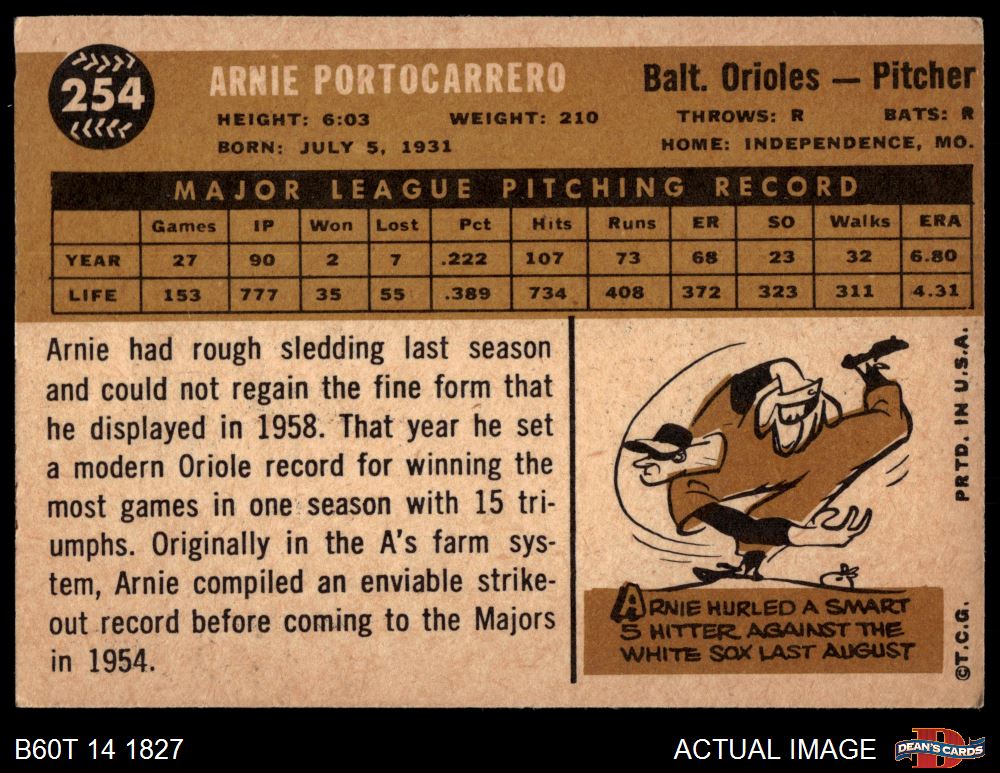 254
ARNIE PORTOCARRERO
Balt. Orioles — Pitcher
HEIGHT: 6:03 WEIGHT: 210 THROWS: R BATS: R
BORN: JULY 5, 1931 HOME: INDEPENDENCE, MO.
MAJOR LEAGUE PITCHING RECORD
Games IP Won Lost Pct Hits Runs ER SO Walks ERA
YEAR 27 90 2 7 .222 107 73 68 23 32 6.80
LIFE 153 777 35 55 .389 734 408 372 323 311 4.31
Arnie had rough sledding last season
and could not regain the fine form that
he displayed in 1958. That year he set
a modern Oriole record for winning the
most games in one season with 15 tri-
umphs. Originally in the A's farm sys-
tem, Arnie compiled an enviable strike-
out record before coming to the Majors
in 1954.
ARNIE HURLED A SMART
5 HITTER AGAINST THE
WHITE SOX LAST AUGUST
©T.C.G. PRTD. IN U.S.A.
B60T 14 1827
ACTUAL IMAGE
D
DEAN'S CARDS